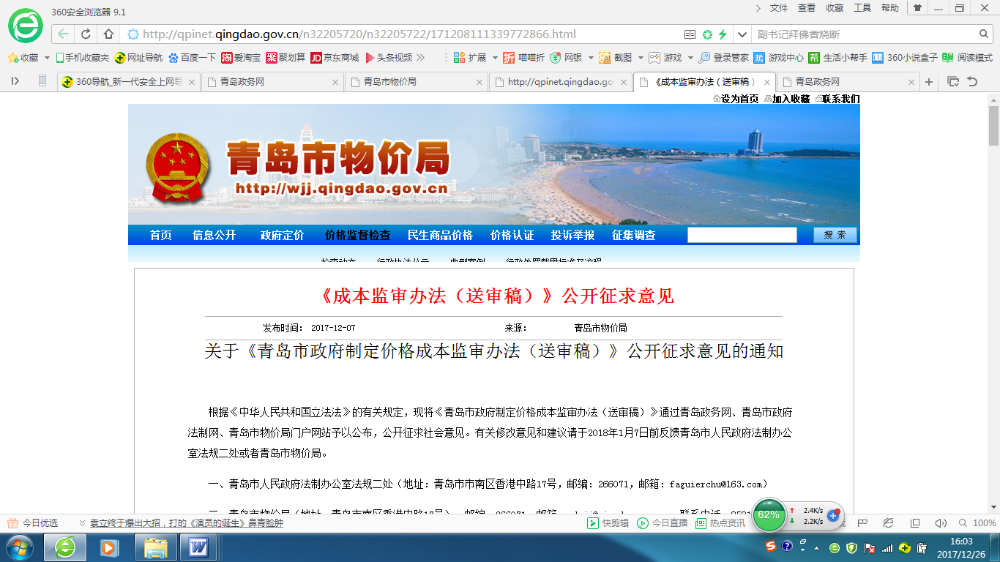 360安全浏览器 9.1
文件 查看 收藏 工具 帮助
http://qpinet.qingdao.gov.cn/n32205720/n32205722/171208111339772866.html
副书记拜佛香烧断
收藏 手机收藏夹 网址导航 百度一下 爱淘宝 聚划算 京东商城 头条视频 扩展 喵喵折 网银 截图 游戏 登录管家 游戏中心 生活小帮手 360小说盒子 阅读模式
360导航_新一代安全上网导 青岛政务网 青岛市物价局 http://qpinet.qingdao.go 《成本监审办法（送审稿） 青岛政务网
设为首页 加入收藏 联系我们
青岛市物价局
http://wjj.qingdao.gov.cn
首页 信息公开 政府定价 价格监督检查 民生商品价格 价格认证 投诉举报 征集调查 搜 索
《成本监审办法（送审稿）》公开征求意见
发布时间： 2017-12-07 来源： 青岛市物价局
关于《青岛市政府制定价格成本监审办法（送审稿）》公开征求意见的通知
根据《中华人民共和国立法法》的有关规定，现将《青岛市政府制定价格成本监审办法（送审稿）》通过青岛政务网、青岛市政府
法制网、青岛市物价局门户网站予以公布，公开征求社会意见。有关修改意见和建议请于2018年1月7日前反馈青岛市人民政府法制办公
室法规二处或者青岛市物价局。
一、青岛市人民政府法制办公室法规二处（地址：青岛市市南区香港中路17号，邮编：266071，邮箱：faguierchu@163.com）
今日优选 袁立终于爆出大招，打的《演员的诞生》鼻青脸肿 快剪辑 今日直播 热点资讯 62% 2.4K/s 100%
2.2K/s
16:03
2017/12/26